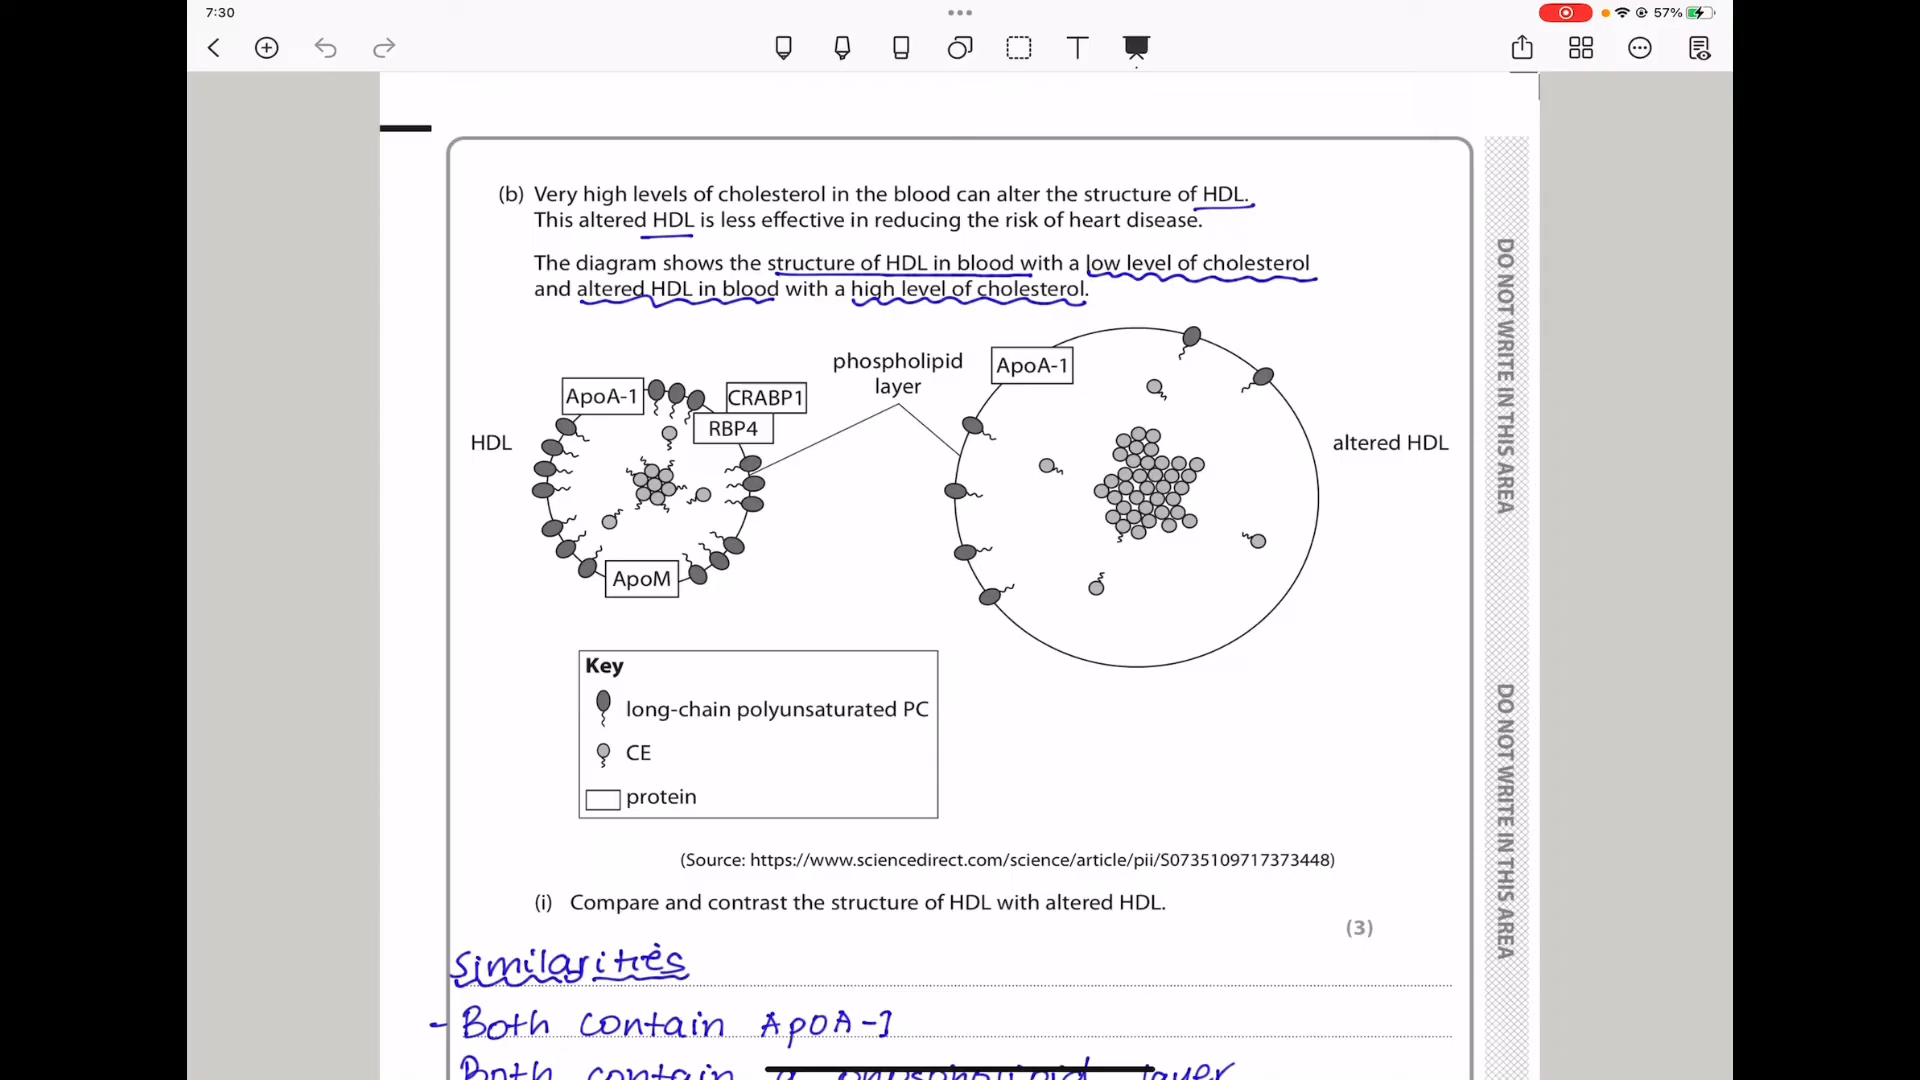 7:30
57%
(b) Very high levels of cholesterol in the blood can alter the structure of HDL.
This altered HDL is less effective in reducing the risk of heart disease.
The diagram shows the structure of HDL in blood with a low level of cholesterol
and altered HDL in blood with a high level of cholesterol.
phospholipid
layer
ApoA-1
ApoA-1
CRABP1
RBP4
HDL
altered HDL
ApoM
Key
long-chain polyunsaturated PC
CE
protein
(Source: https://www.sciencedirect.com/science/article/pii/S0735109717373448)
(i) Compare and contrast the structure of HDL with altered HDL.
(3)
Similarities
- Both contain ApOA-1
Both contain a phospholipid layer
DO NOT WRITE IN THIS AREA
DO NOT WRITE IN THIS AREA